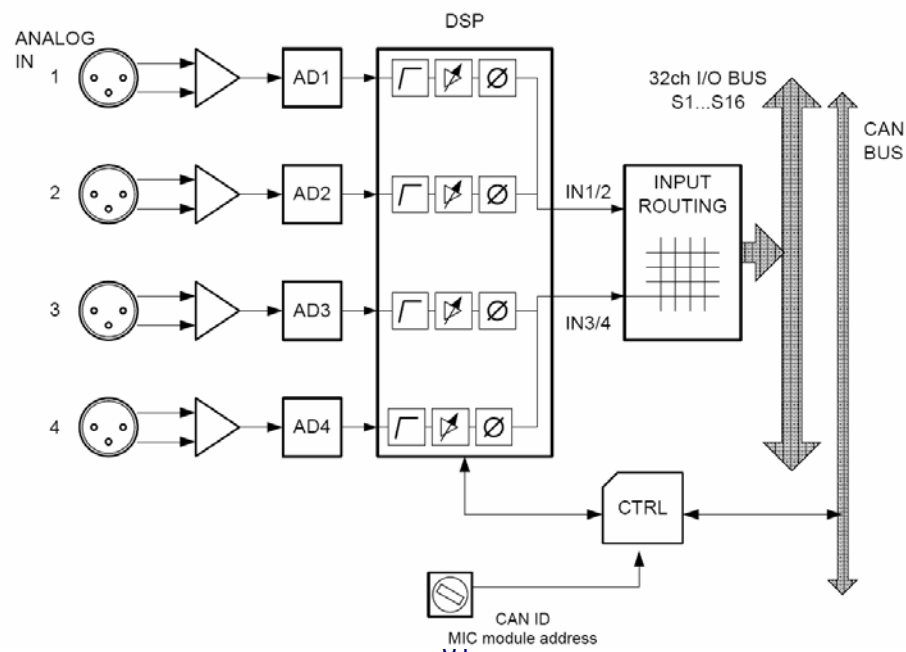 DSP
ANALOG
IN
1
AD1
32ch I/O BUS
S1...S16
CAN
BUS
2
AD2
IN1/2
INPUT
ROUTING
3
AD3
IN3/4
4
AD4
CTRL
CAN ID
MIC module address